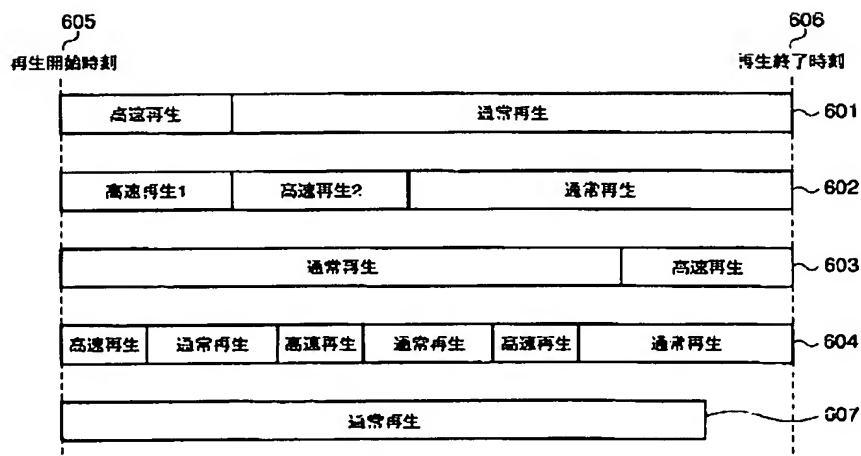 605
606
再生開始時刻
再生終了時刻
高速再生 通常再生 601
高速再生1 高速再生2 通常再生 602
通常再生 高速再生 603
高速再生 通常再生 高速再生 通常再生 高速再生 通常再生 604
通常再生 607